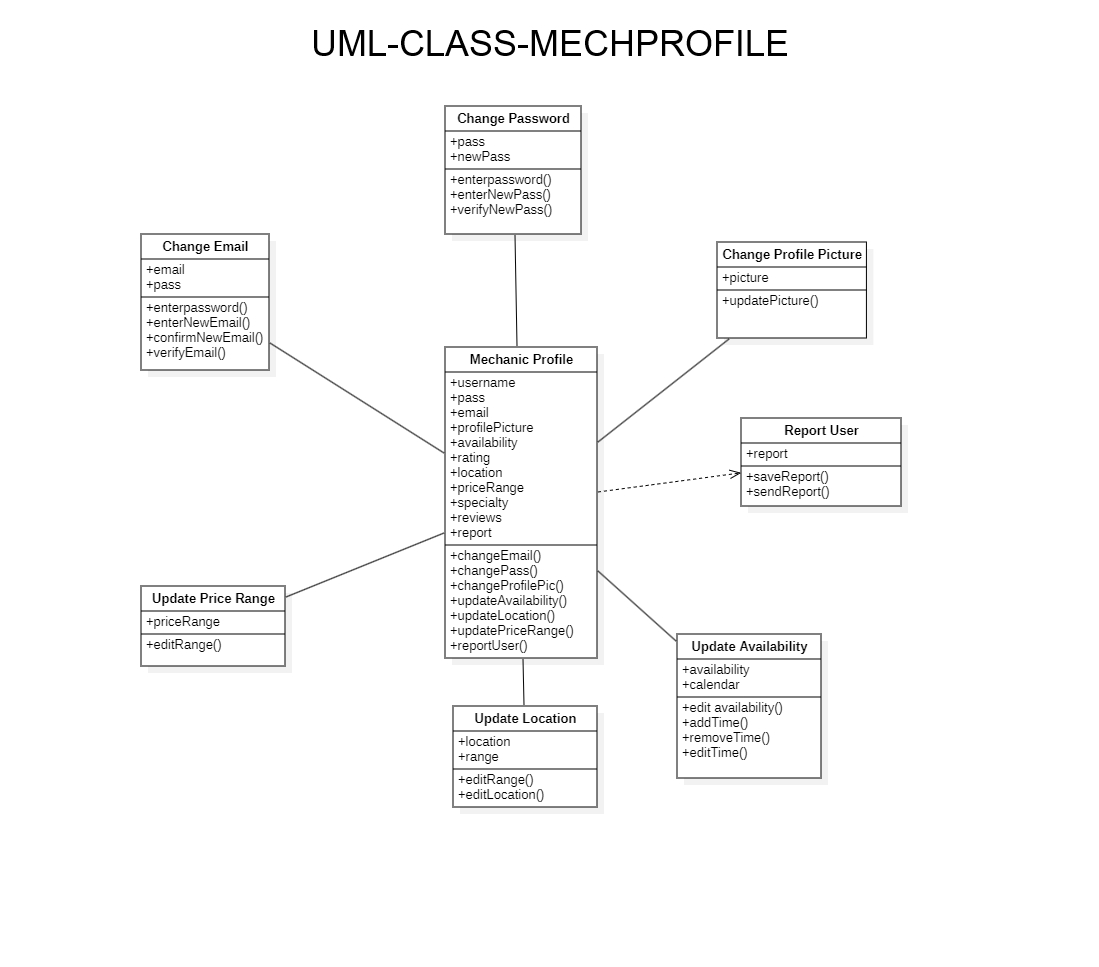 UML-CLASS-MECHPROFILE
Change Password
+pass
+newPass
+enterpassword()
+enterNewPass()
+verifyNewPass()
Change Email
+email
+pass
+enterpassword()
+enterNewEmail()
+confirmNewEmail()
+verifyEmail()
Change Profile Picture
+picture
+updatePicture()
Mechanic Profile
+username
+pass
+email
+profilePicture
+availability
+rating
+location
+priceRange
+specialty
+reviews
+report
+changeEmail()
+changePass()
+changeProfilePic()
+updateAvailability()
+updateLocation()
+updatePriceRange()
+reportUser()
Report User
+report
+saveReport()
+sendReport()
Update Price Range
+priceRange
+editRange()
Update Availability
+availability
+calendar
+edit availability()
+addTime()
+removeTime()
+editTime()
Update Location
+location
+range
+editRange()
+editLocation()